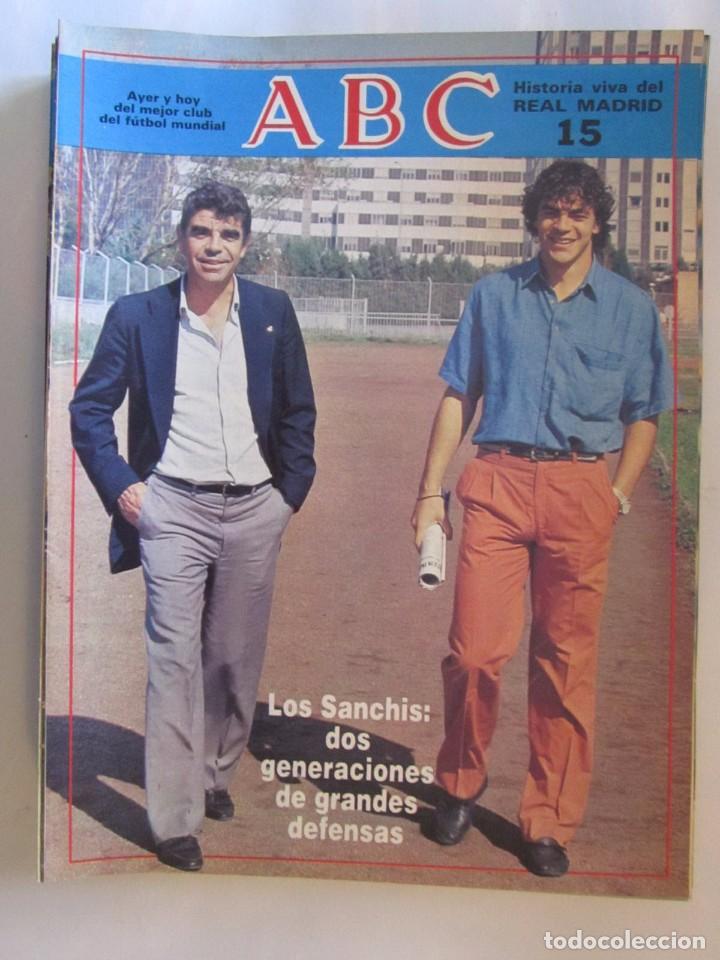 Ayer y hoy
del mejor club
del fútbol mundial
ABC
Historia viva del
REAL MADRID
15
Los Sanchis:
dos
generaciones
de grandes
defensas
todocoleccion.net